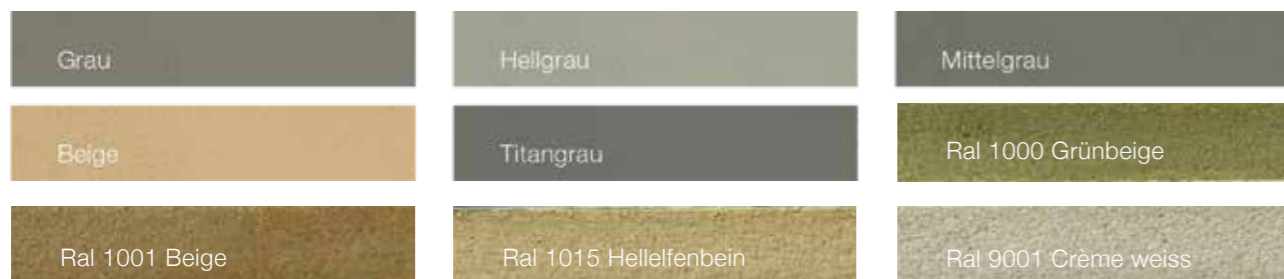 Grau
Hellgrau
Mittelgrau
Beige
Titangrau
Ral 1000 Grünbeige
Ral 1001 Beige
Ral 1015 Hellelfenbein
Ral 9001 Crème weiss